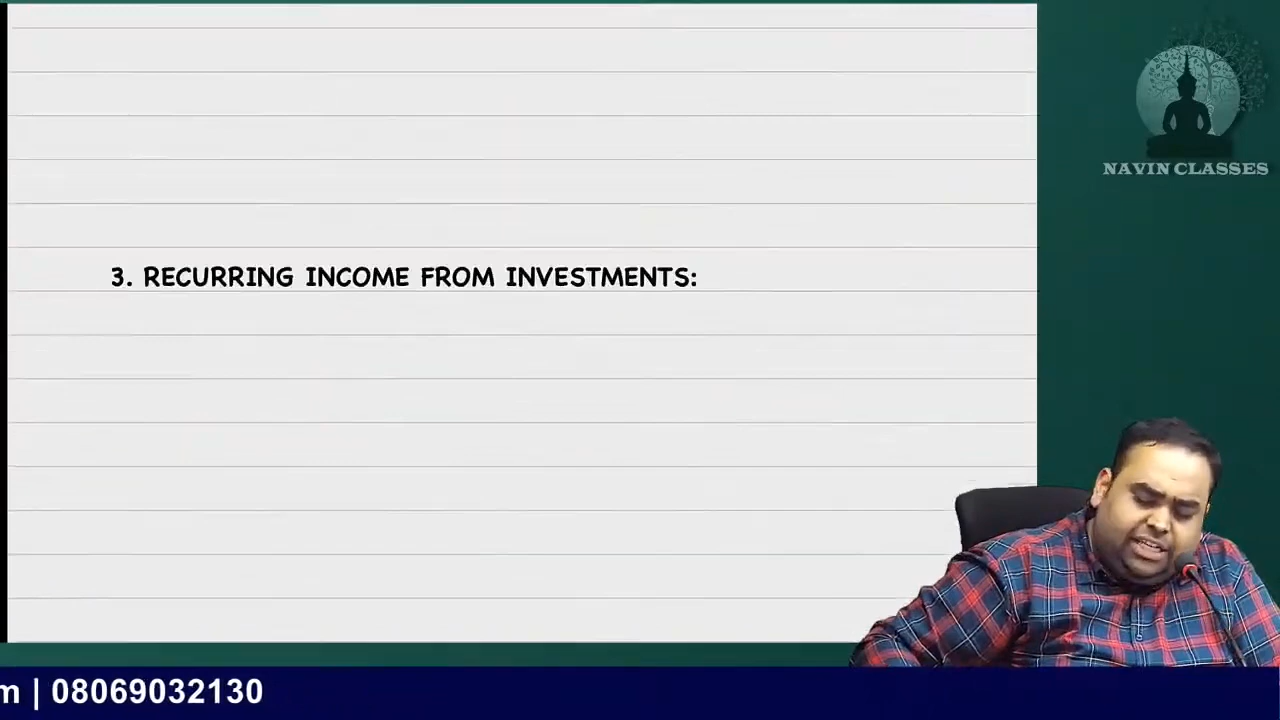 NAVIN CLASSES
3. RECURRING INCOME FROM INVESTMENTS:
m | 08069032130